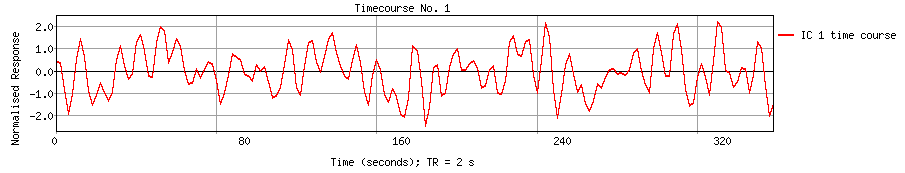 Timecourse No. 1
Normalised Response
2.0
1.0
0.0
-1.0
-2.0
0
80
160
240
320
Time (seconds); TR = 2 s
IC 1 time course